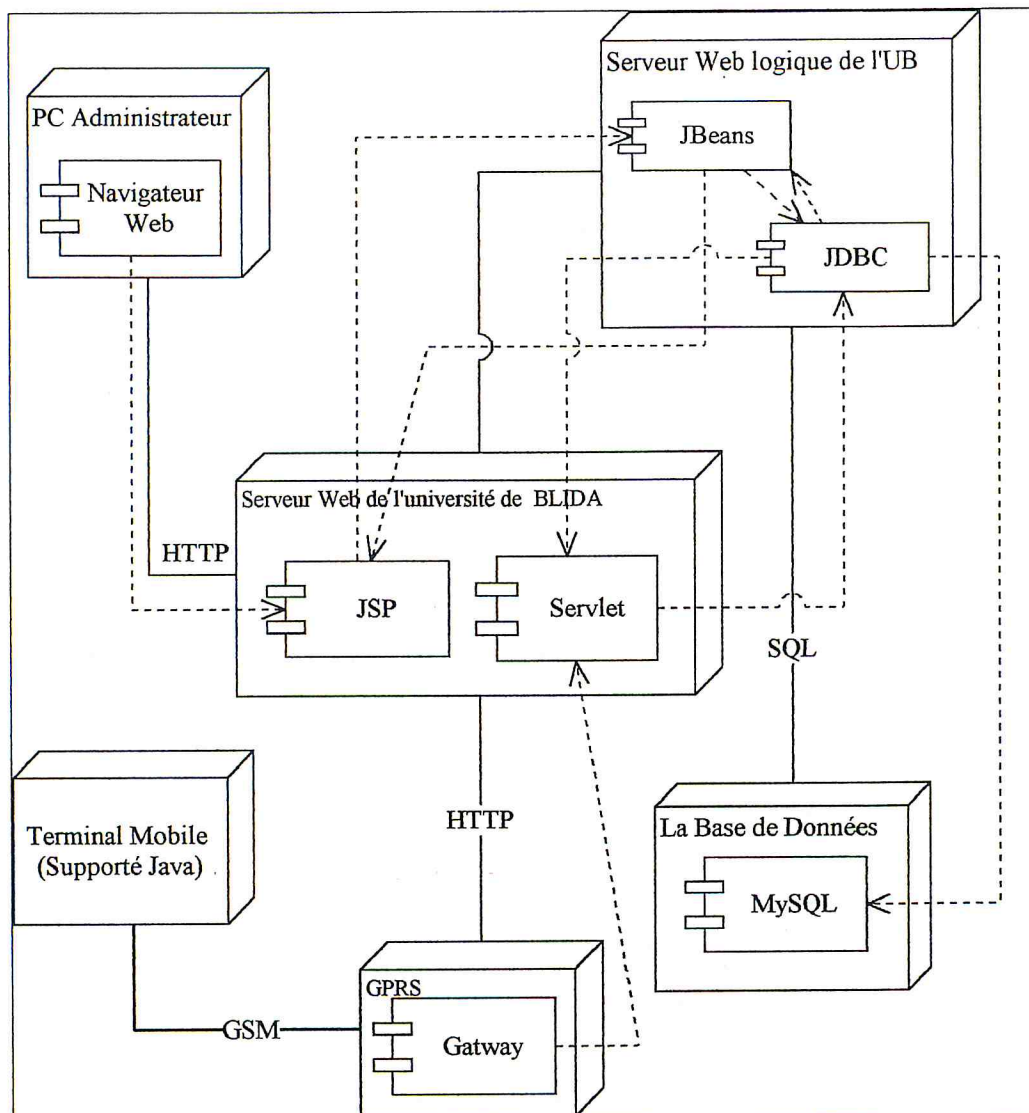 Serveur Web logique de l'UB
JBeans
JDBC
PC Administrateur
Navigateur
Web
Serveur Web de l'université de BLIDA
HTTP
JSP
Servlet
SQL
HTTP
Terminal Mobile
(Supporté Java)
La Base de Données
MySQL
GPRS
GSM
Gatway